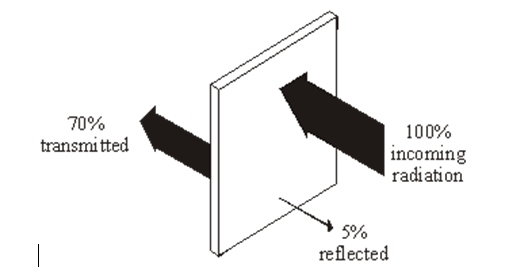 70%
transmitted
100%
incoming
radiation
5%
reflected